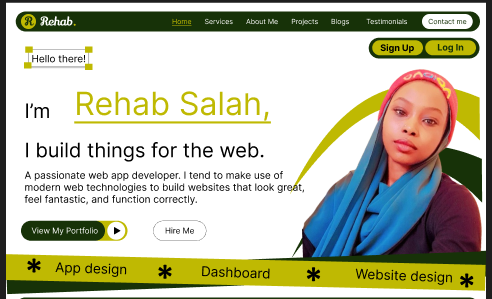 R Rehab.
Home Services About Me Projects Blogs Testimonials Contact me
Sign Up Log In
Hello there!
I'm Rehab Salah,
I build things for the web.
A passionate web app developer. I tend to make use of
modern web technologies to build websites that look great,
feel fantastic, and function correctly.
View My Portfolio Hire Me
* App design * Dashboard * Website design *